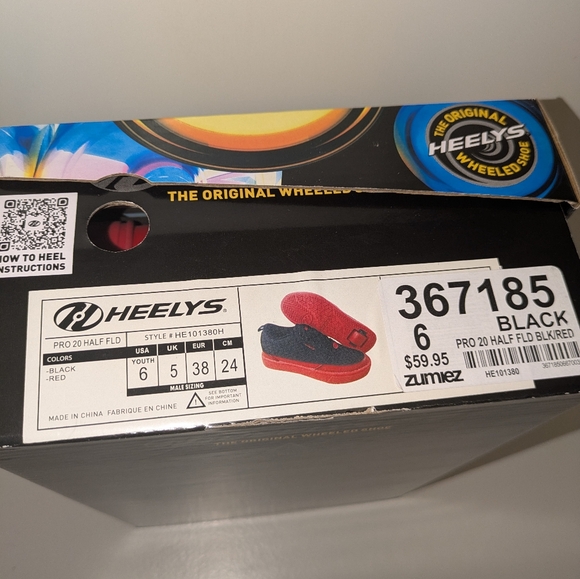 THE ORIGINAL
HEELYS
WHEELED SHOE
THE ORIGINAL WHEELED
HOW TO HEEL
INSTRUCTIONS
HEELYS®
PRO 20 HALF FLD
STYLE # HE101380H
COLORS
-BLACK
-RED
USA UK EUR CM
YOUTH 6 5 38 24
MALE SIZING
SEE BOTTOM FOR IMPORTANT INFORMATION
MADE IN CHINA FABRIQUE EN CHINE
367185
6 BLACK
$59.95 PRO 20 HALF FLD BLK/RED
zumiez HE101380
THE ORIGINAL WHEELED SHOE